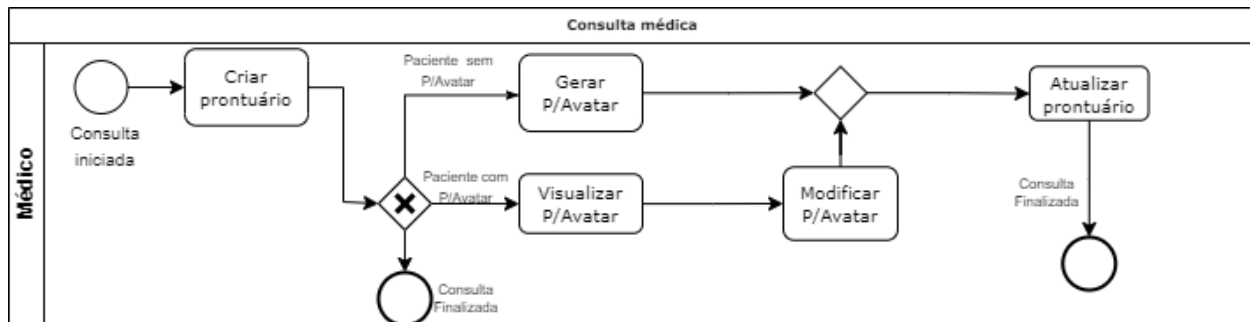 Consulta médica
Médico
Consulta
iniciada
Criar
prontuário
Paciente sem
P/Avatar
Gerar
P/Avatar
Paciente com
P/Avatar
Visualizar
P/Avatar
Modificar
P/Avatar
Consulta
Finalizada
Atualizar
prontuário
Consulta
Finalizada